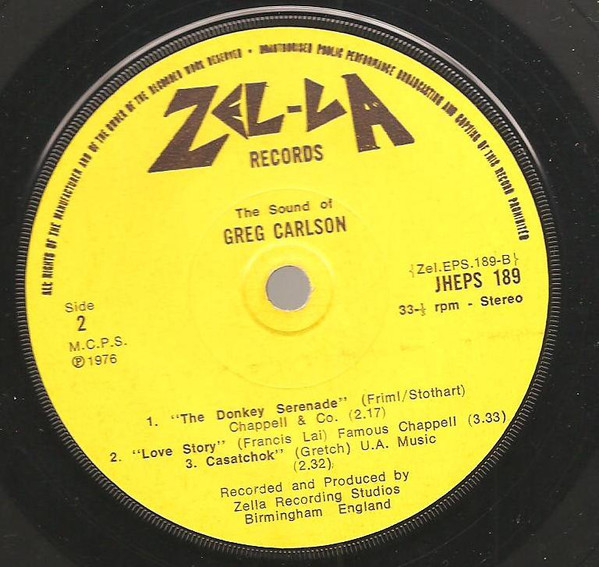 ALL RIGHTS OF THE MANUFACTURER AND OF THE OWNER OF THE RECORDED WORK RESERVED • UNAUTHORISED PUBLIC PERFORMANCE BROADCASTING AND COPYING OF THIS RECORD PROHIBITED
ZEL-LA
RECORDS
The Sound of
GREG CARLSON
{Zel.EPS.189-B}
JHEPS 189
33-⅓ rpm - Stereo
Side
2
M.C.P.S.
℗ 1976
1. "The Donkey Serenade" (Friml/Stothart)
Chappell & Co. (2.17)
2. "Love Story" (Francis Lai) Famous Chappell (3.33)
3. Casatchok" (Gretch) U.A. Music
(2.32)
Recorded and Produced by
Zella Recording Studios
Birmingham England